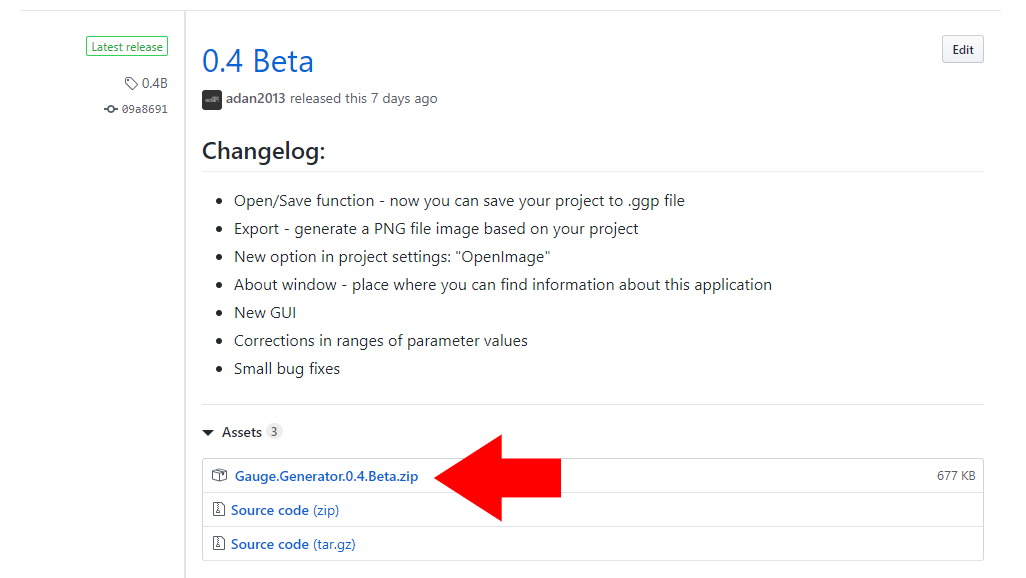 Latest release
0.4B
09a8691
0.4 Beta
Edit
adan2013 released this 7 days ago
Changelog:
Open/Save function - now you can save your project to .ggp file
Export - generate a PNG file image based on your project
New option in project settings: "OpenImage"
About window - place where you can find information about this application
New GUI
Corrections in ranges of parameter values
Small bug fixes
Assets 3
Gauge.Generator.0.4.Beta.zip 677 KB
Source code (zip)
Source code (tar.gz)